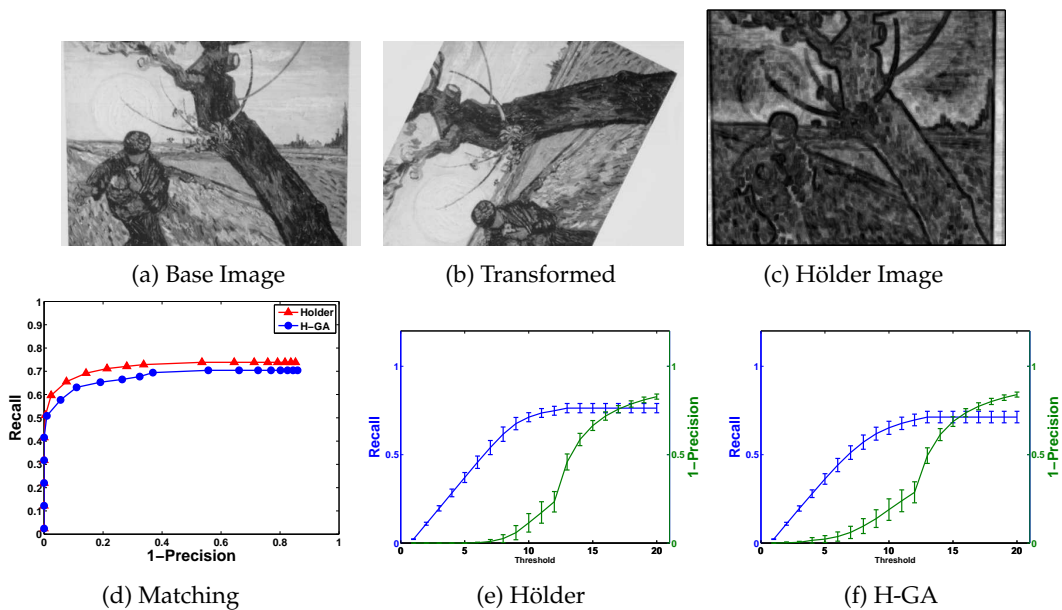 (a) Base Image
(b) Transformed
(c) Hölder Image
1
0.9
0.8
0.7
0.6
0.5
0.4
0.3
0.2
0.1
0
Recall
Holder
H−GA
0 0.2 0.4 0.6 0.8 1
1−Precision
(d) Matching
1
0.5
0
Recall
1
0.5
0
1−Precision
0 5 10 15 20
Threshold
(e) Hölder
1
0.5
0
Recall
1
0.5
0
1−Precision
0 5 10 15 20
Threshold
(f) H-GA